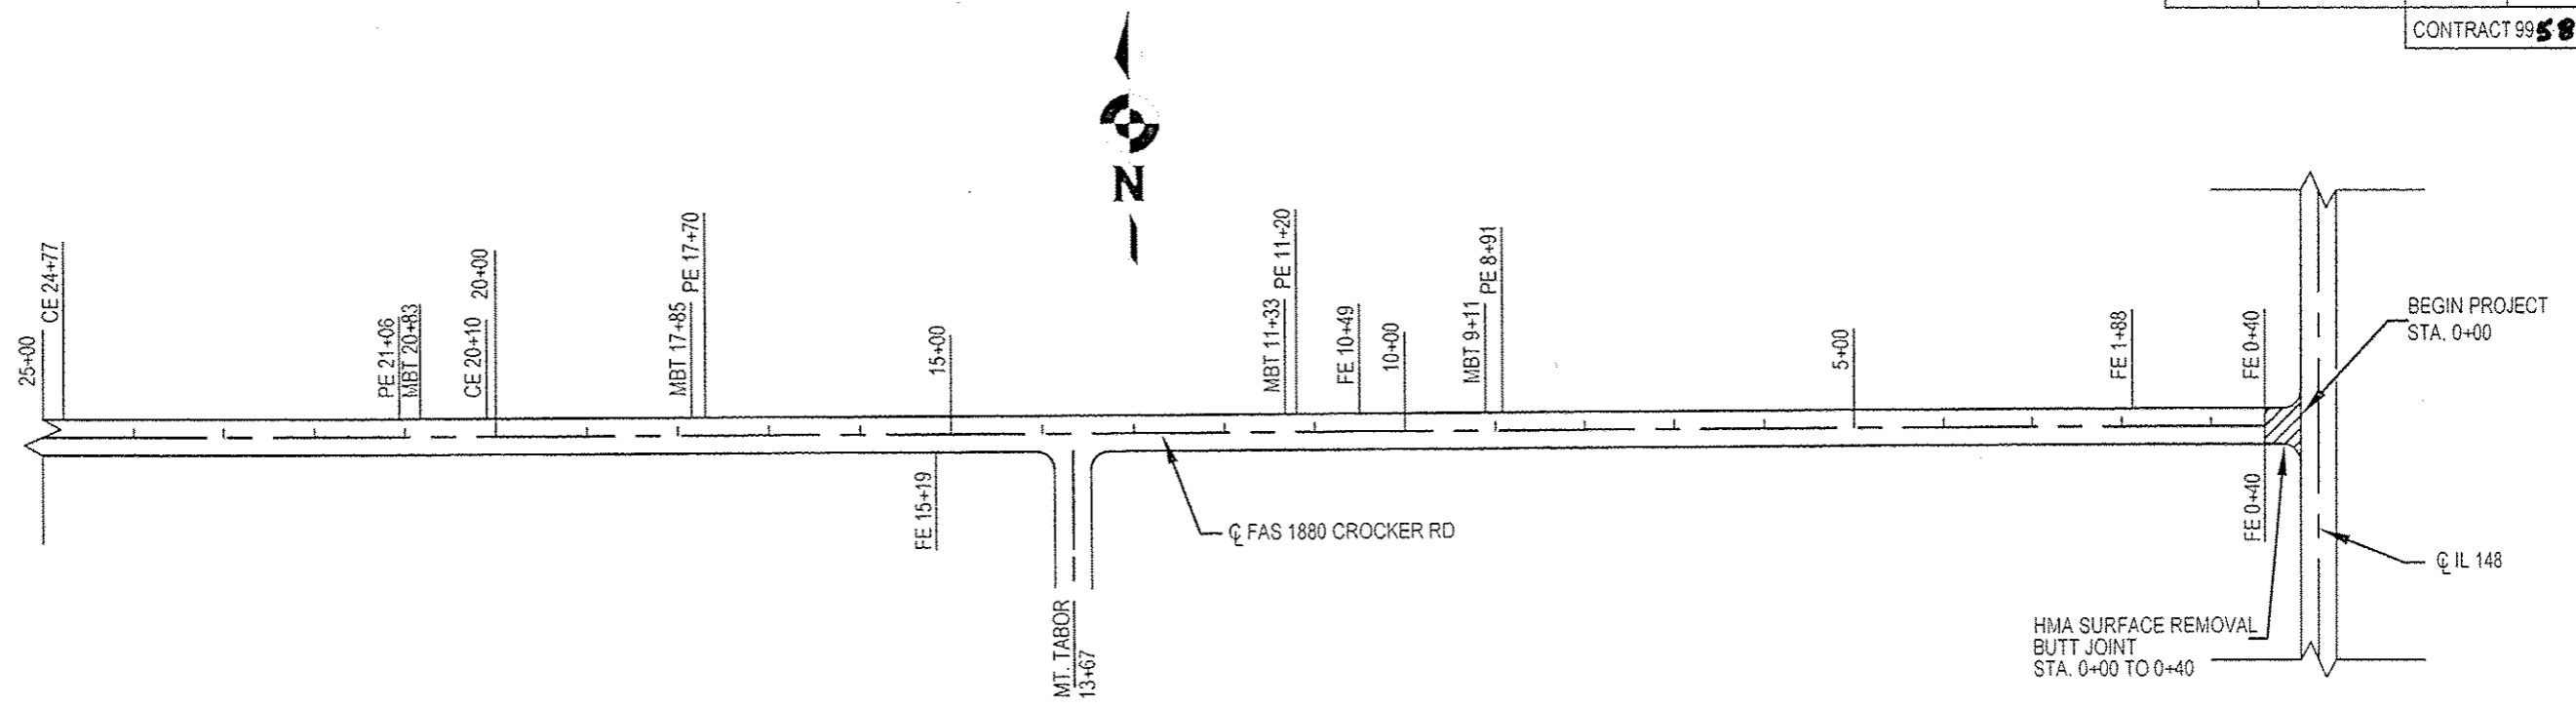 CONTRACT 9958
N
25+00
CE 24+77
PE 21+06
MBT 20+83
CE 20+10
20+00
MBT 17+85
PE 17+70
15+00
MBT 11+33
PE 11+20
FE 10+49
10+00
MBT 9+11
PE 8+91
5+00
FE 1+88
FE 0+40
BEGIN PROJECT
STA. 0+00
FE 15+19
MT. TABOR
13+67
℄ FAS 1880 CROCKER RD
FE 0+40
℄ IL 148
HMA SURFACE REMOVAL
BUTT JOINT
STA. 0+00 TO 0+40